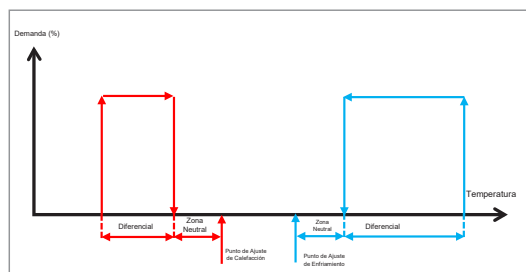 Demanda (%)
Temperatura
Diferencial
Zona
Neutral
Zona
Neutral
Diferencial
Punto de Ajuste
de Calefacción
Punto de Ajuste
de Enfriamiento